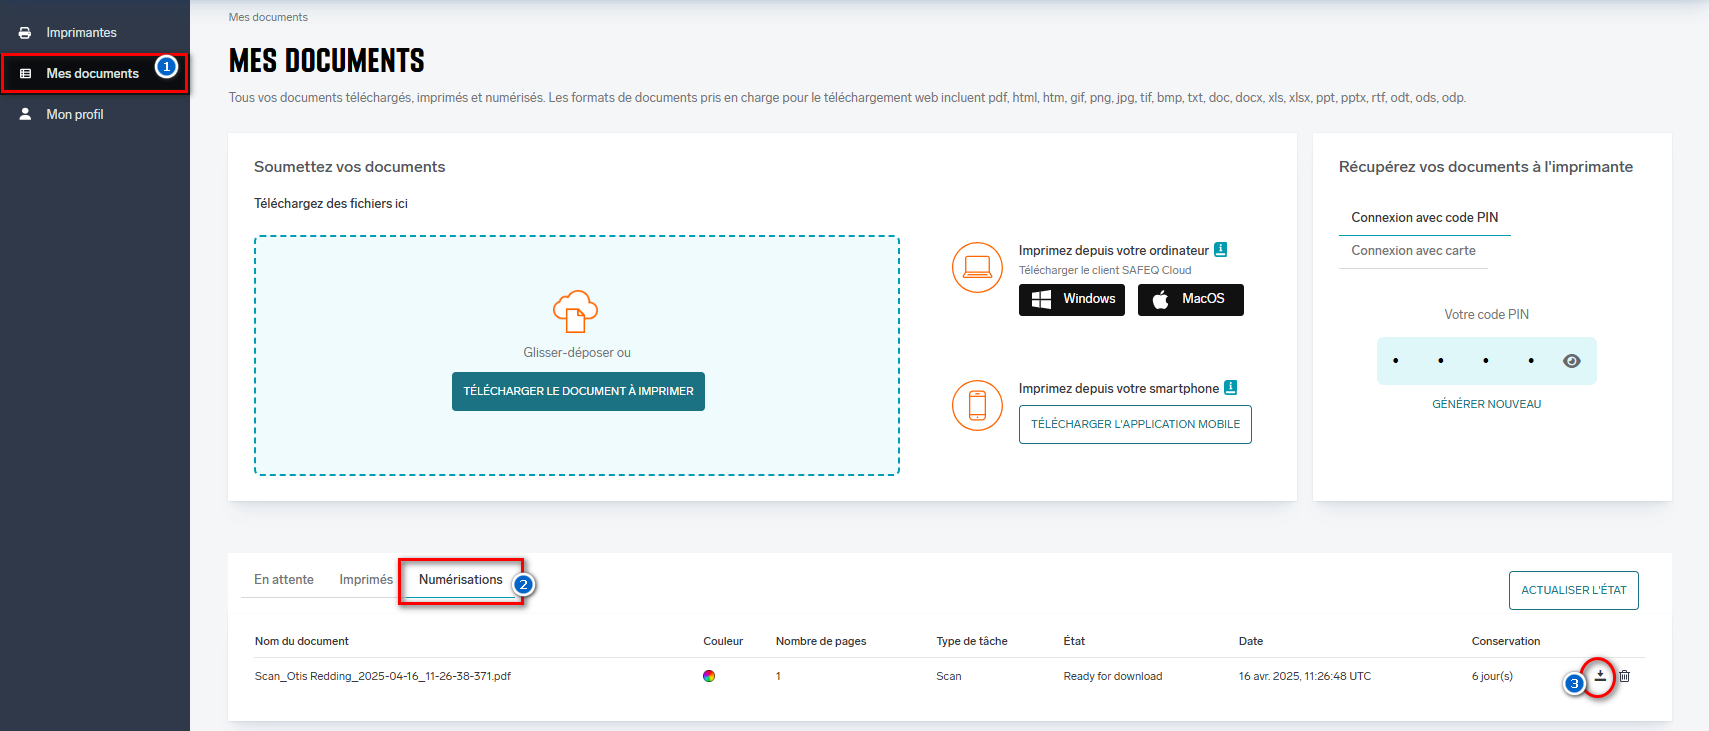 Imprimantes
Mes documents
1
Mon profil
Mes documents
MES DOCUMENTS
Tous vos documents téléchargés, imprimés et numérisés. Les formats de documents pris en charge pour le téléchargement web incluent pdf, html, htm, gif, png, jpg, tif, bmp, txt, doc, docx, xls, xlsx, ppt, pptx, rtf, odt, ods, odp.
Soumettez vos documents
Téléchargez des fichiers ici
Glisser-déposer ou
TÉLÉCHARGER LE DOCUMENT À IMPRIMER
Imprimez depuis votre ordinateur
Télécharger le client SAFEQ Cloud
Windows MacOS
Imprimez depuis votre smartphone
TÉLÉCHARGER L'APPLICATION MOBILE
Récupérez vos documents à l'imprimante
Connexion avec code PIN
Connexion avec carte
Votre code PIN
GÉNÉRER NOUVEAU
En attente Imprimés Numérisations 2
ACTUALISER L'ÉTAT
Nom du document Couleur Nombre de pages Type de tâche État Date Conservation
Scan_Otis Redding_2025-04-16_11-26-38-371.pdf 1 Scan Ready for download 16 avr. 2025, 11:26:48 UTC 6 jour(s) 3